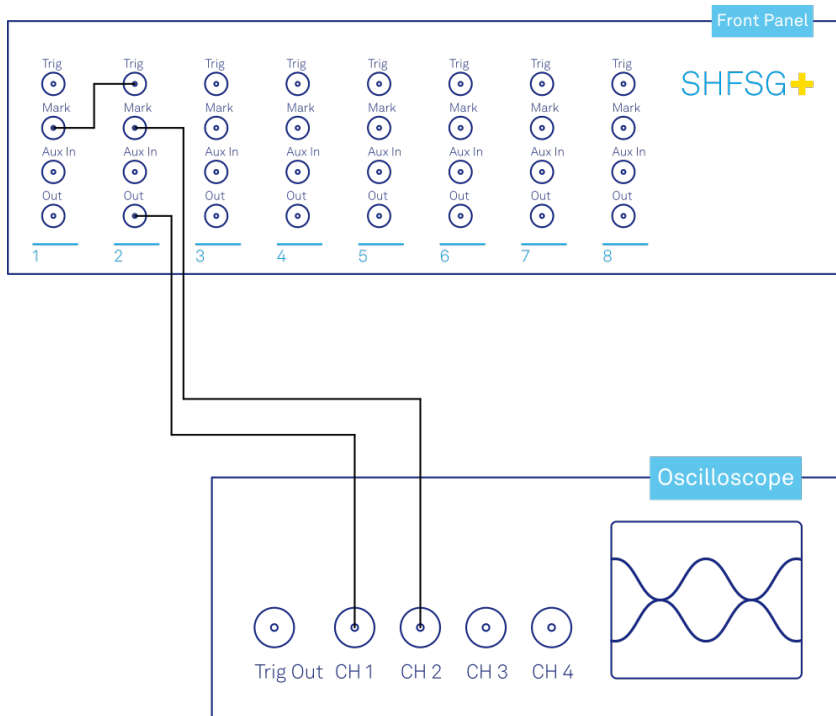 Front Panel
SHFSG+
Trig Trig Trig Trig Trig Trig Trig Trig
Mark Mark Mark Mark Mark Mark Mark Mark
Aux In Aux In Aux In Aux In Aux In Aux In Aux In Aux In
Out Out Out Out Out Out Out Out
1 2 3 4 5 6 7 8
Oscilloscope
Trig Out CH 1 CH 2 CH 3 CH 4